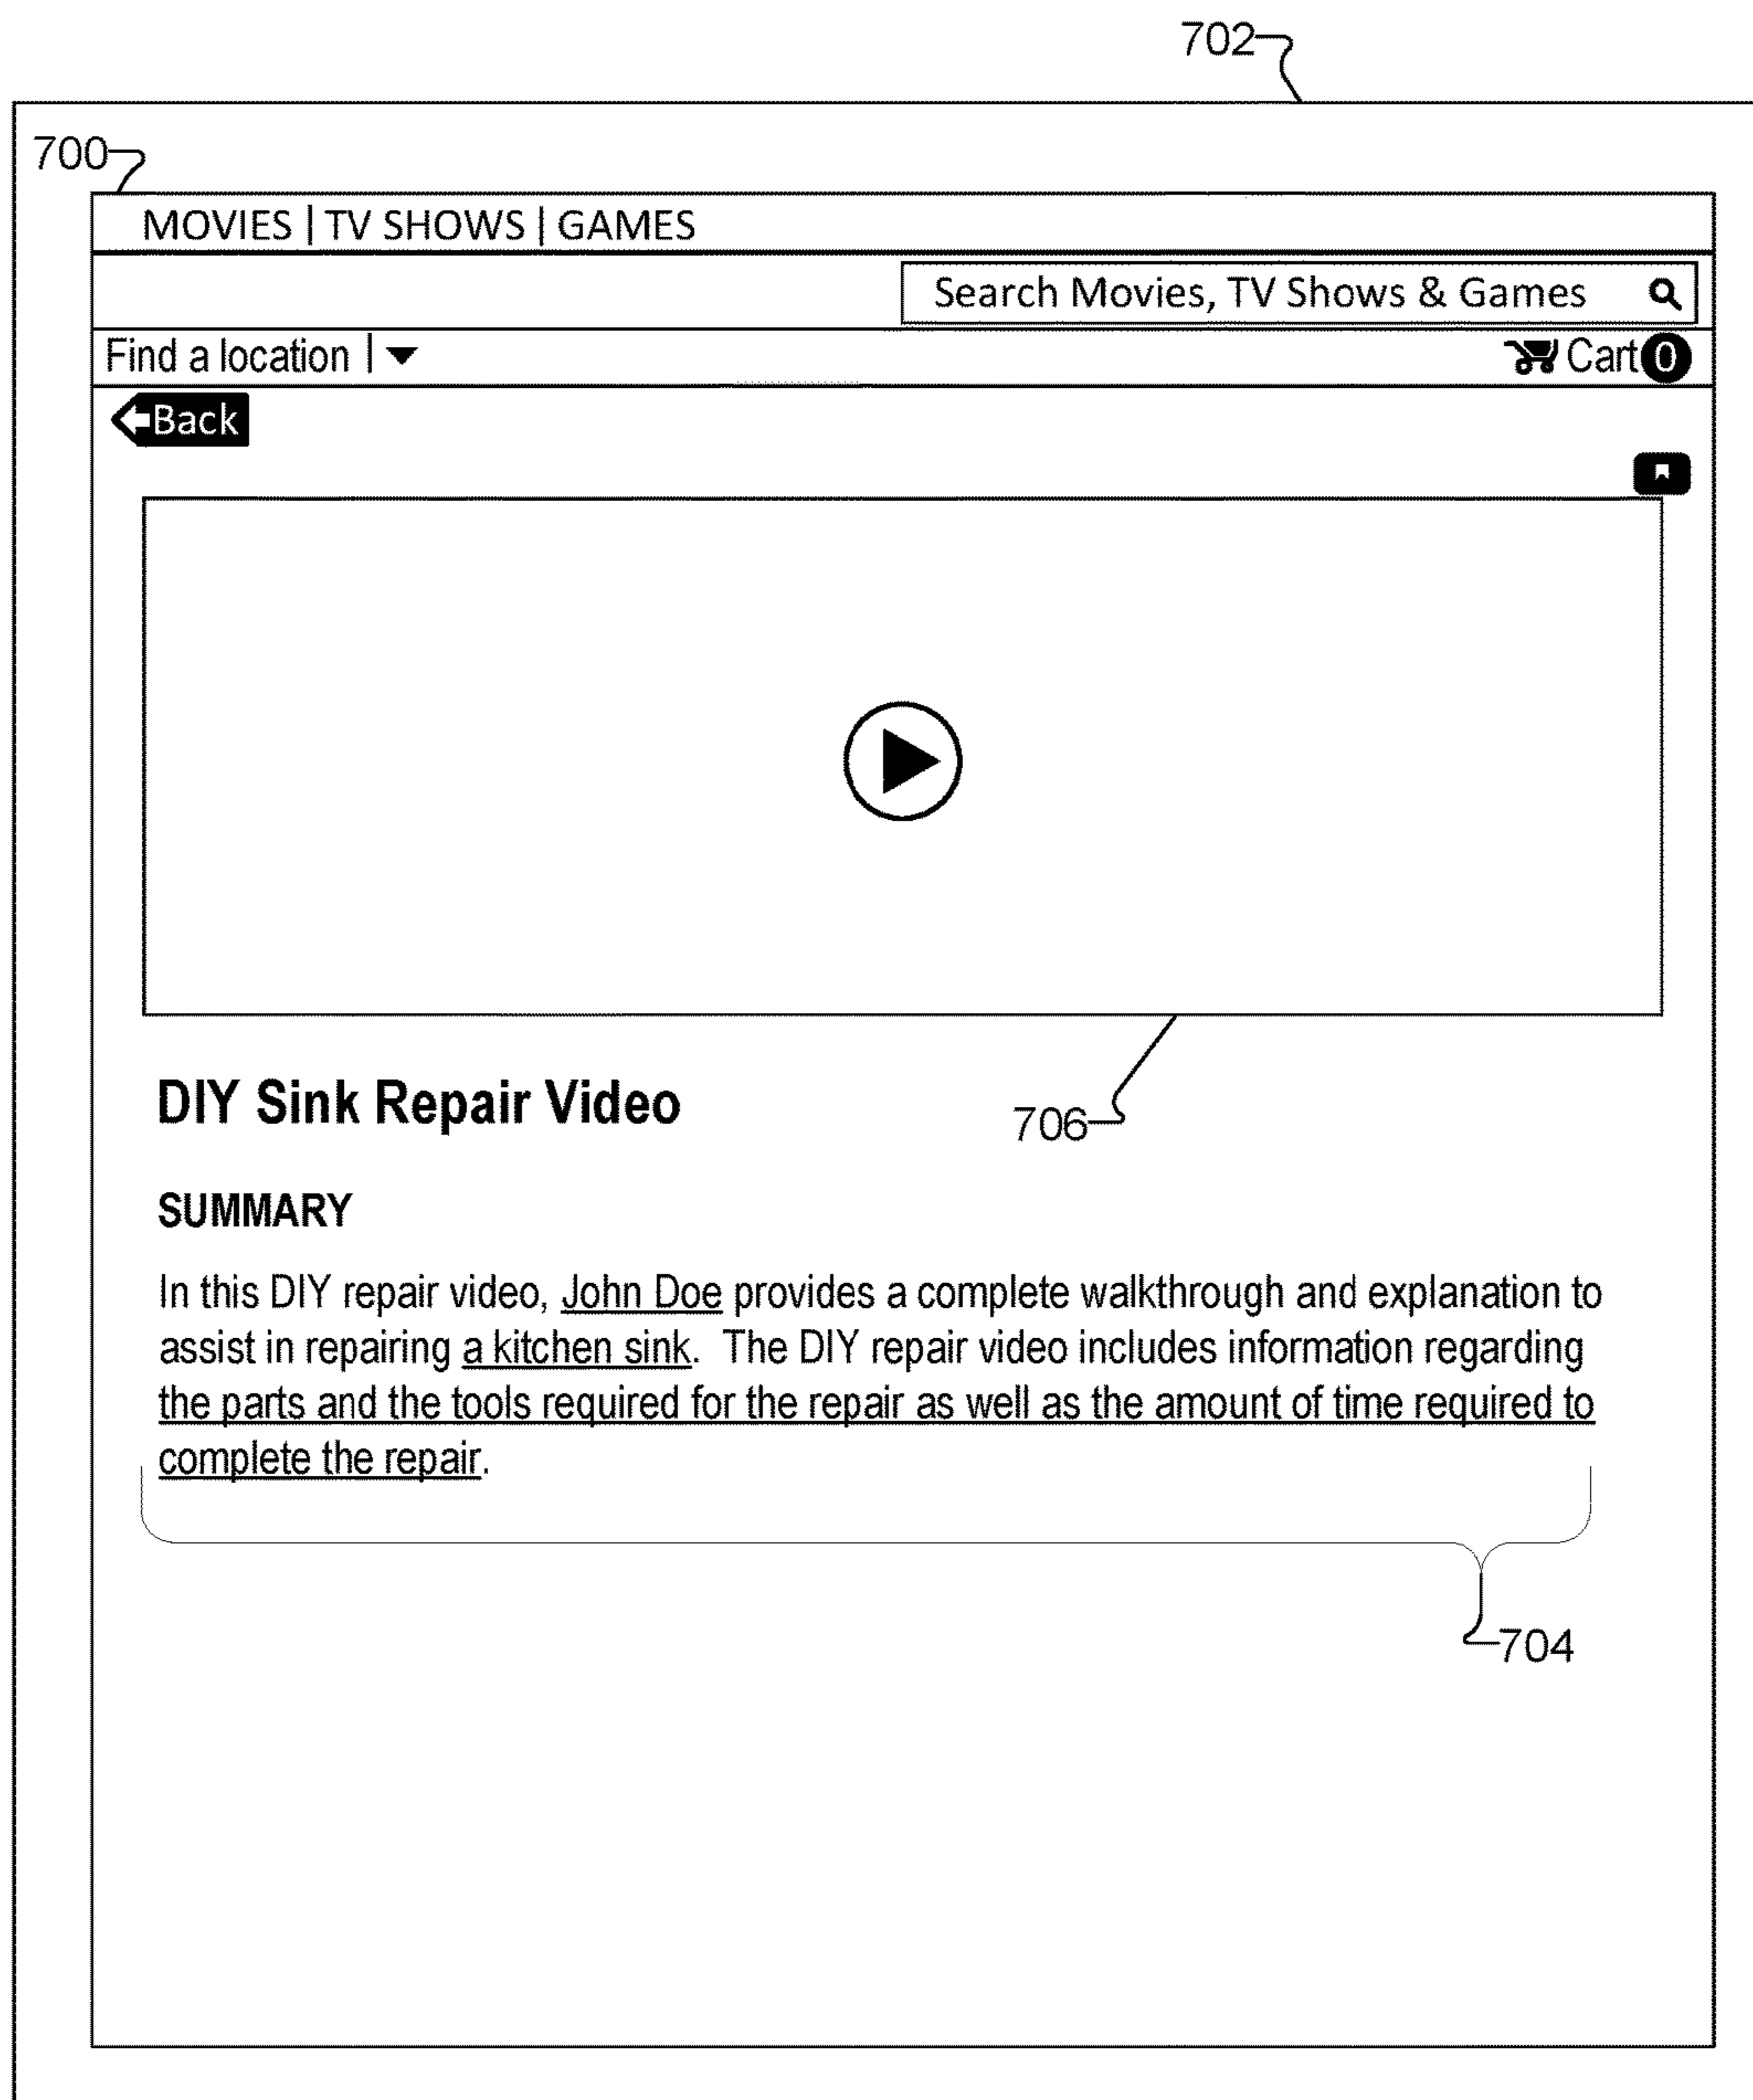 702
700
MOVIES | TV SHOWS | GAMES
Search Movies, TV Shows & Games
Find a location |
Cart 0
Back
DIY Sink Repair Video
706
SUMMARY
In this DIY repair video, John Doe provides a complete walkthrough and explanation to
assist in repairing a kitchen sink. The DIY repair video includes information regarding
the parts and the tools required for the repair as well as the amount of time required to
complete the repair.
704